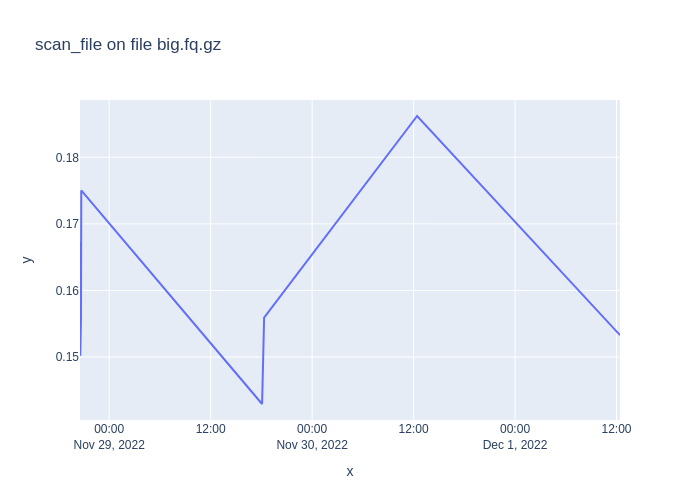 scan_file on file big.fq.gz
0.18
0.17
0.16
0.15
y
00:00 12:00 00:00 12:00 00:00 12:00
Nov 29, 2022 Nov 30, 2022 Dec 1, 2022
x